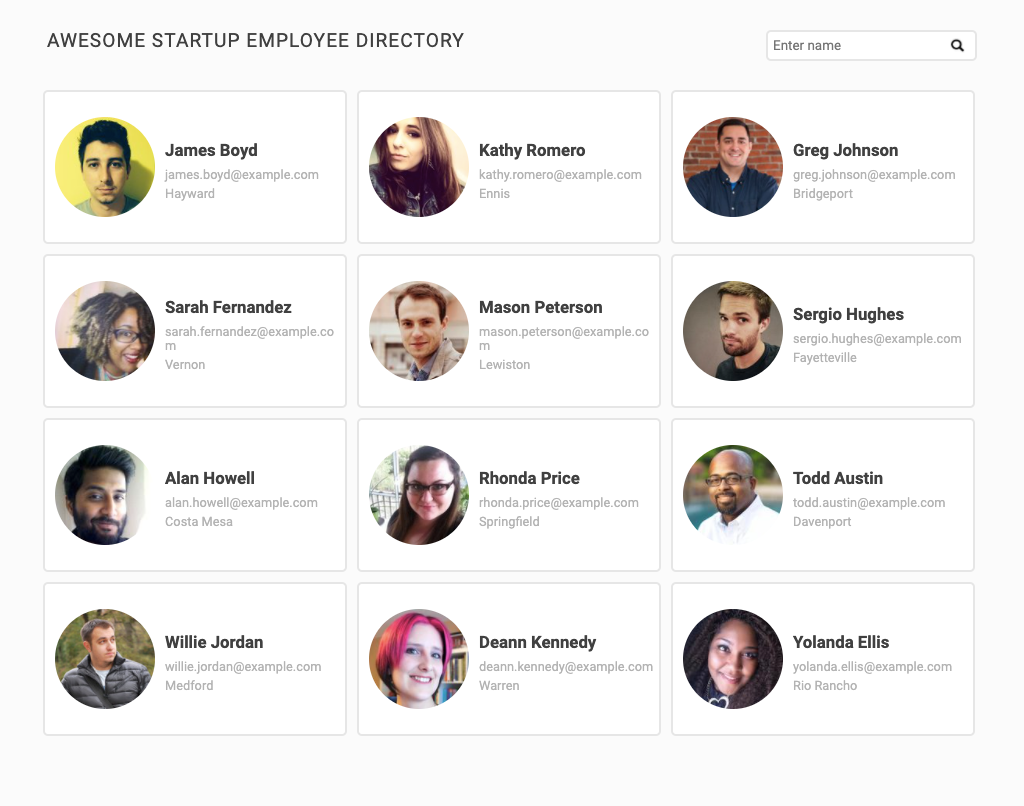 AWESOME STARTUP EMPLOYEE DIRECTORY
Enter name
James Boyd
james.boyd@example.com
Hayward
Kathy Romero
kathy.romero@example.com
Ennis
Greg Johnson
greg.johnson@example.com
Bridgeport
Sarah Fernandez
sarah.fernandez@example.co
m
Vernon
Mason Peterson
mason.peterson@example.co
m
Lewiston
Sergio Hughes
sergio.hughes@example.com
Fayetteville
Alan Howell
alan.howell@example.com
Costa Mesa
Rhonda Price
rhonda.price@example.com
Springfield
Todd Austin
todd.austin@example.com
Davenport
Willie Jordan
willie.jordan@example.com
Medford
Deann Kennedy
deann.kennedy@example.com
Warren
Yolanda Ellis
yolanda.ellis@example.com
Rio Rancho